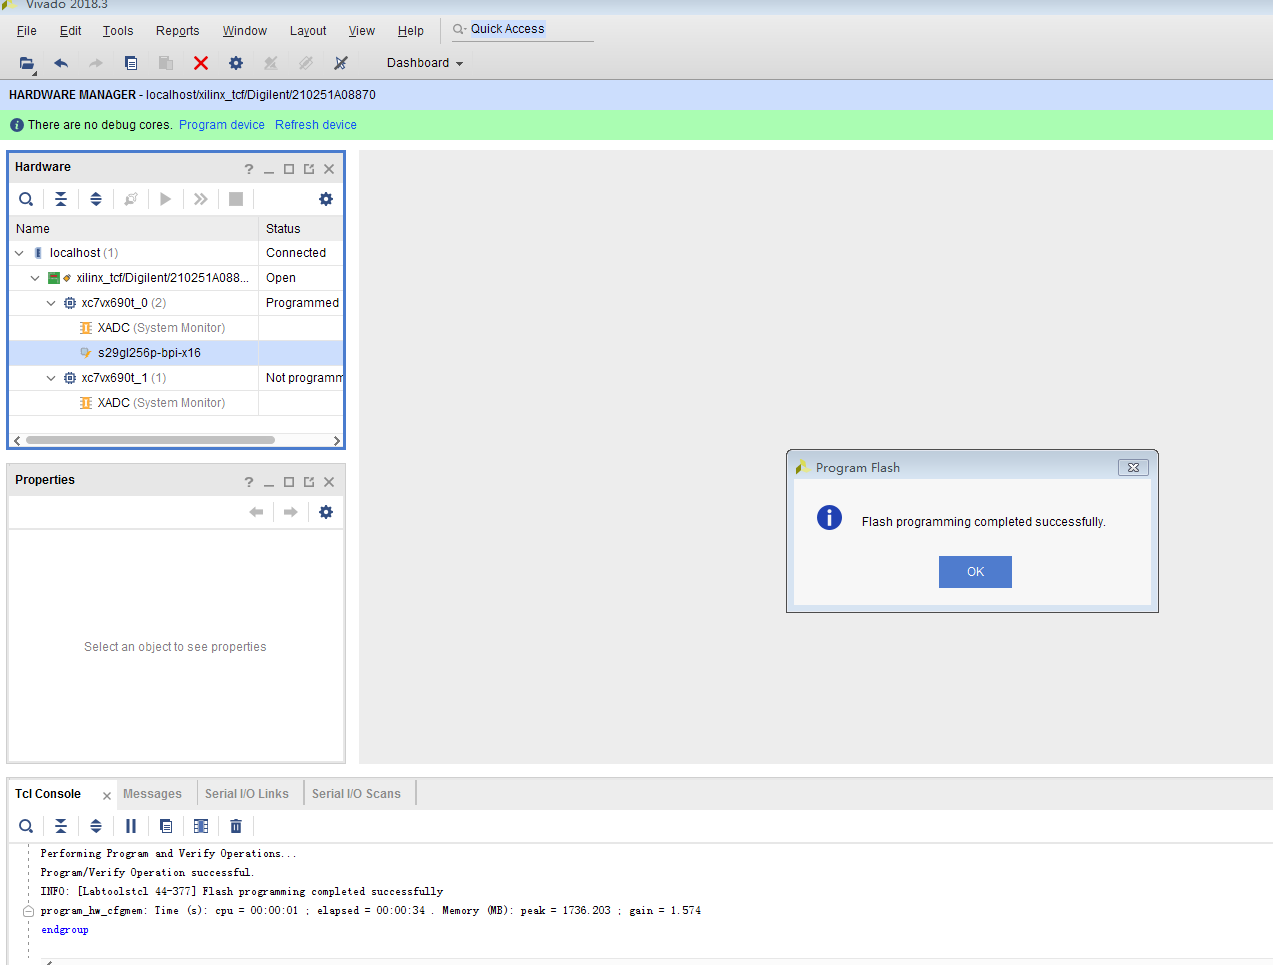 Vivado 2018.3
File Edit Tools Reports Window Layout View Help Quick Access
Dashboard
HARDWARE MANAGER - localhost/xilinx_tcf/Digilent/210251A08870
There are no debug cores. Program device Refresh device
Hardware
Name Status
localhost (1) Connected
xilinx_tcf/Digilent/210251A088... Open
xc7vx690t_0 (2) Programmed
XADC (System Monitor)
s29gl256p-bpi-x16
xc7vx690t_1 (1) Not programm
XADC (System Monitor)
Properties
Select an object to see properties
Program Flash
Flash programming completed successfully.
OK
Tcl Console Messages Serial I/O Links Serial I/O Scans
Performing Program and Verify Operations...
Program/Verify Operation successful.
INFO: [Labtoolstcl 44-377] Flash programming completed successfully
program_hw_cfgmem: Time (s): cpu = 00:00:01 ; elapsed = 00:00:34 . Memory (MB): peak = 1736.203 ; gain = 1.574
endgroup